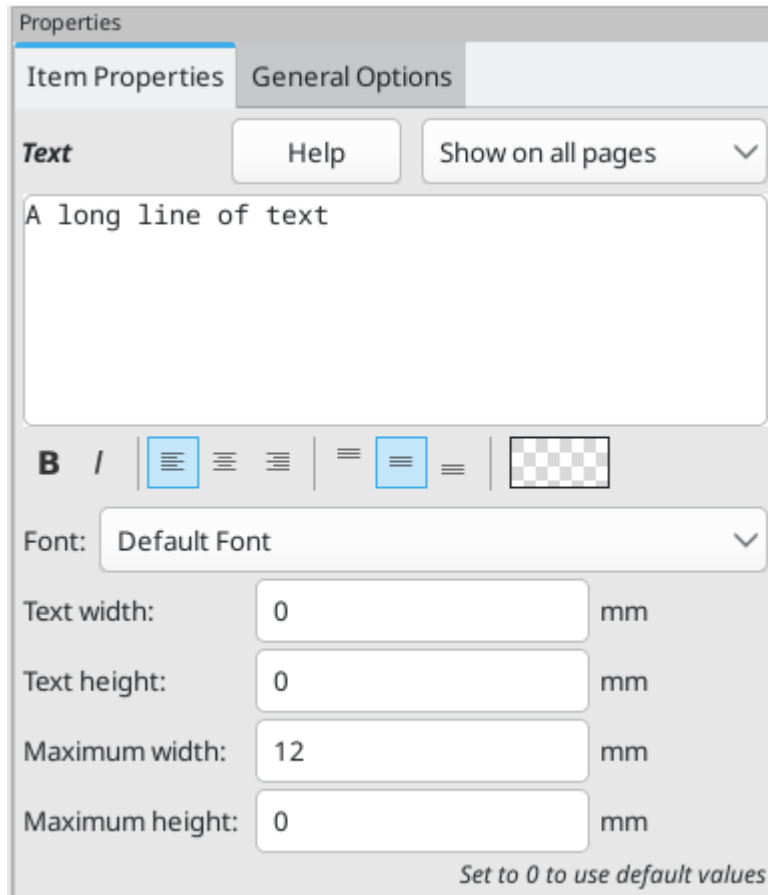 Properties
Item Properties General Options
Text Help Show on all pages
A long line of text
B I
Font: Default Font
Text width: 0 mm
Text height: 0 mm
Maximum width: 12 mm
Maximum height: 0 mm
Set to 0 to use default values